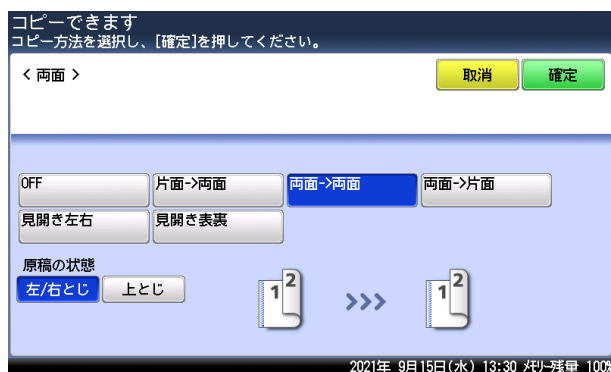 コピーできます
コピー方法を選択し、[確定]を押してください。
< 両面 >
取消
確定
OFF
片面->両面
両面->両面
両面->片面
見開き左右
見開き表裏
原稿の状態
左/右とじ
上とじ
1 2
>>>
1 2
2021年 9月15日(水) 13:30 メモリー残量 100%